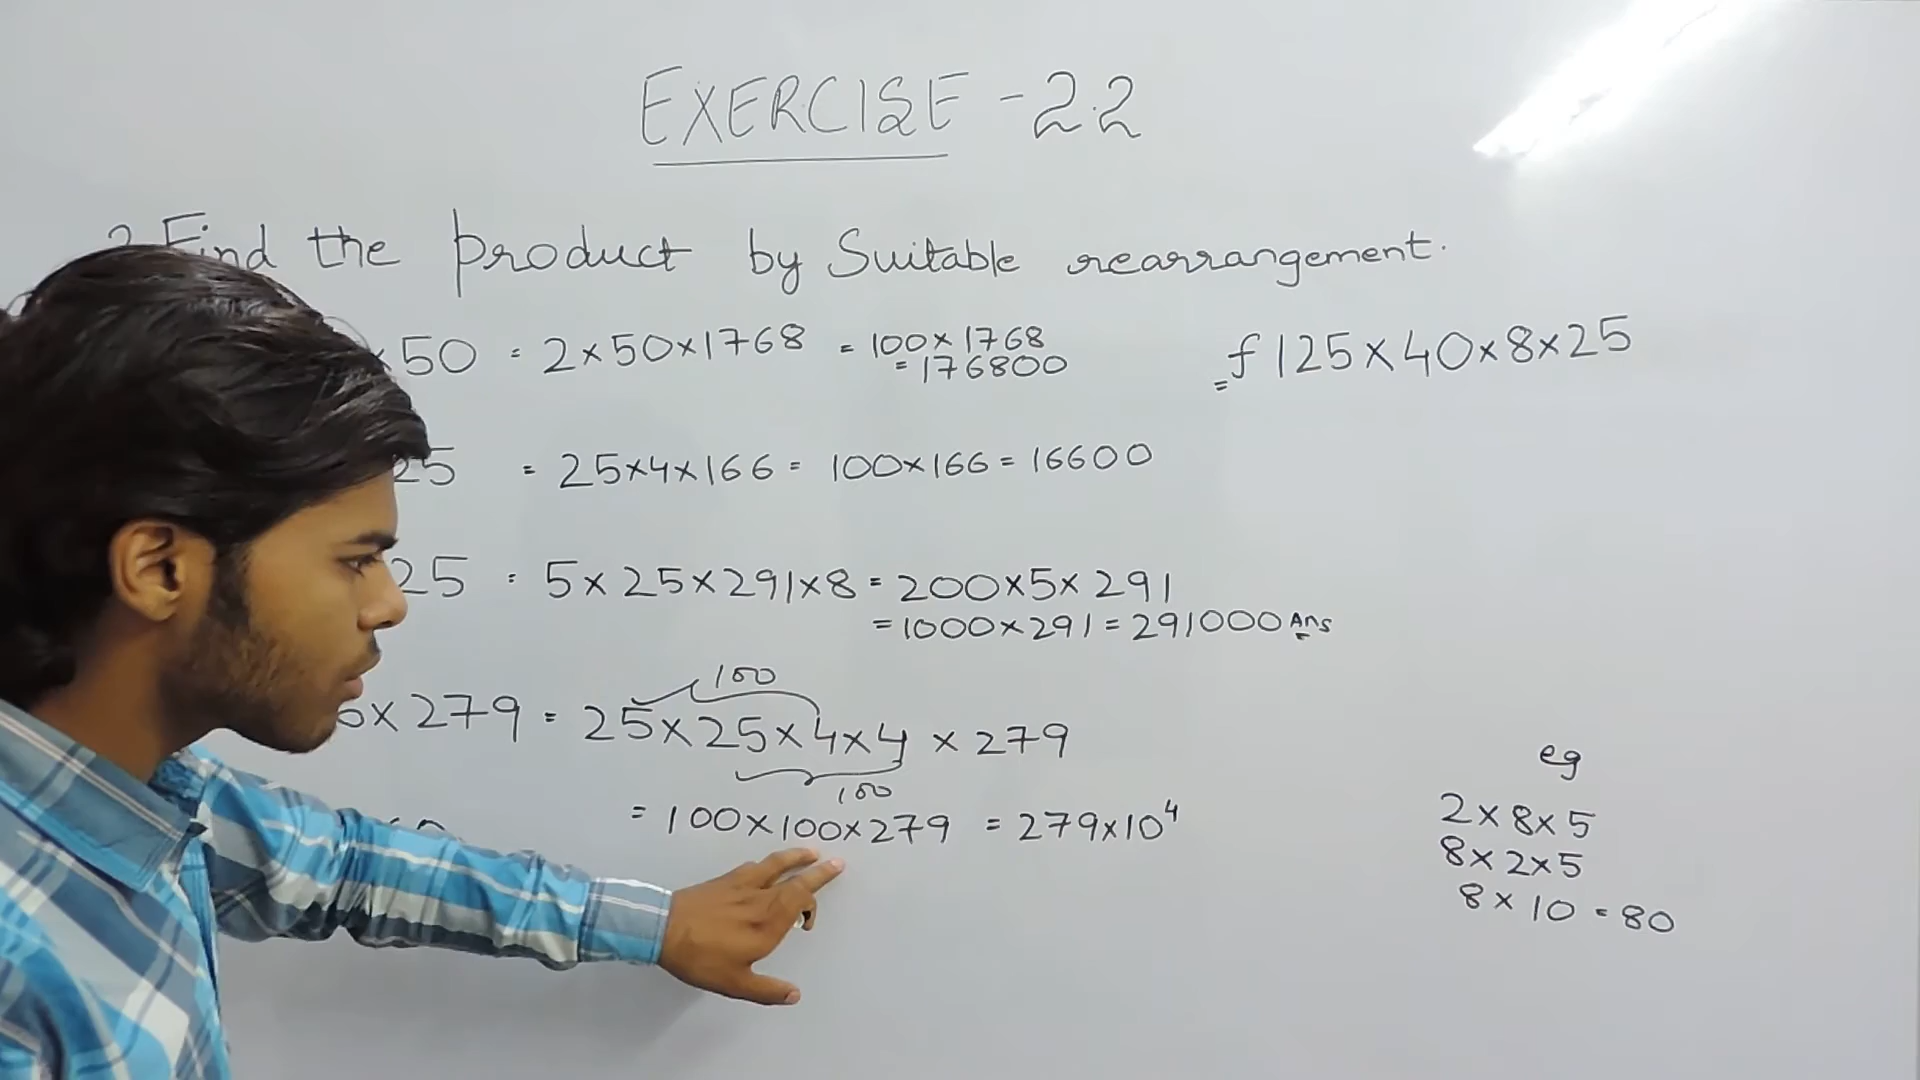 EXERCISE - 2.2
2. Find the product by Suitable rearrangement.
×50 = 2×50×1768 = 100×1768
= 176800
= 25×4×166 = 100×166 = 16600
25 = 5×25×291×8 = 200×5×291
= 1000×291 = 291000 Ans
100
×279 = 25×25×4×4 ×279
100
= 100×100×279 = 279×10⁴
f 125×40×8×25
=
eg
2×8×5
8×2×5
8×10 = 80